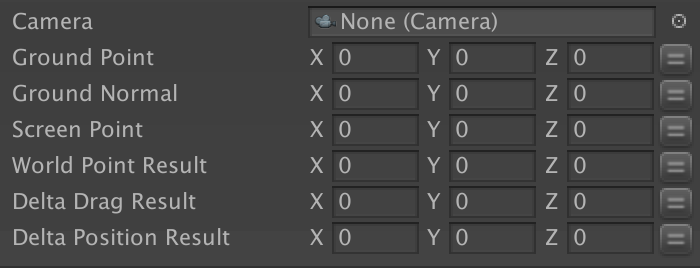 Camera None (Camera)
Ground Point X 0 Y 0 Z 0
Ground Normal X 0 Y 0 Z 0
Screen Point X 0 Y 0 Z 0
World Point Result X 0 Y 0 Z 0
Delta Drag Result X 0 Y 0 Z 0
Delta Position Result X 0 Y 0 Z 0